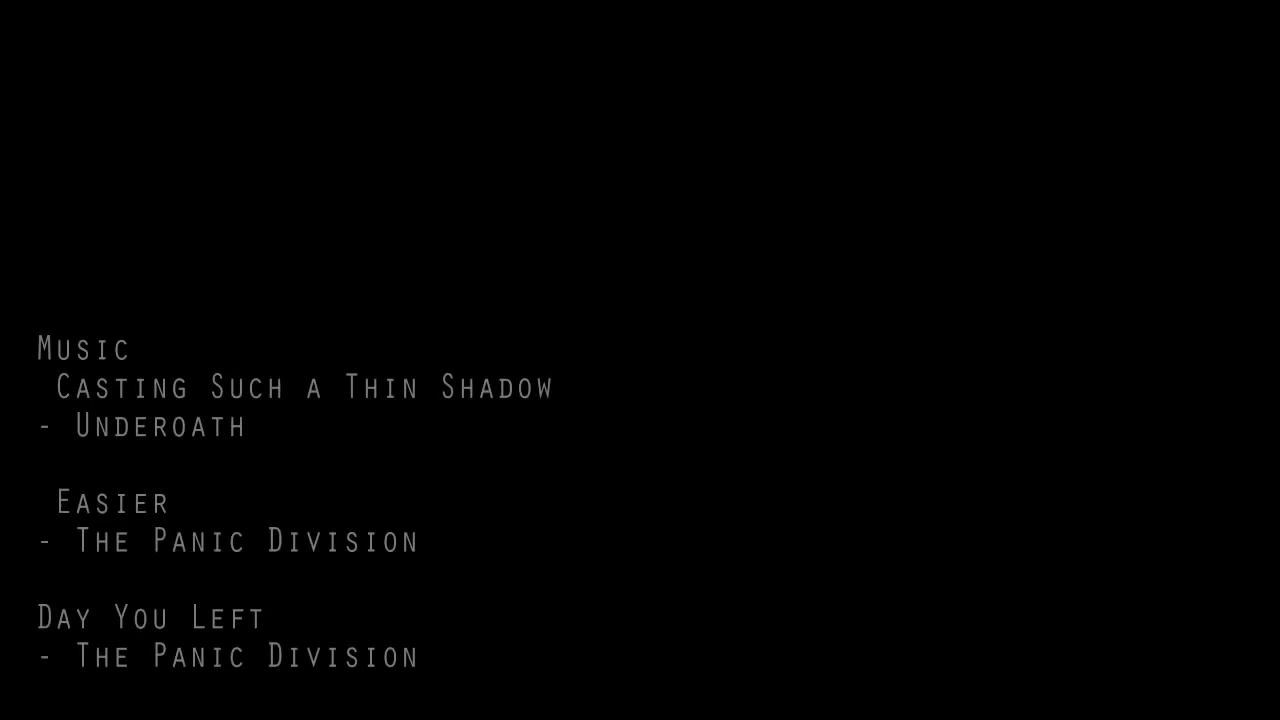 Music
Casting Such a Thin Shadow
- Underoath
Easier
- The Panic Division
Day You Left
- The Panic Division